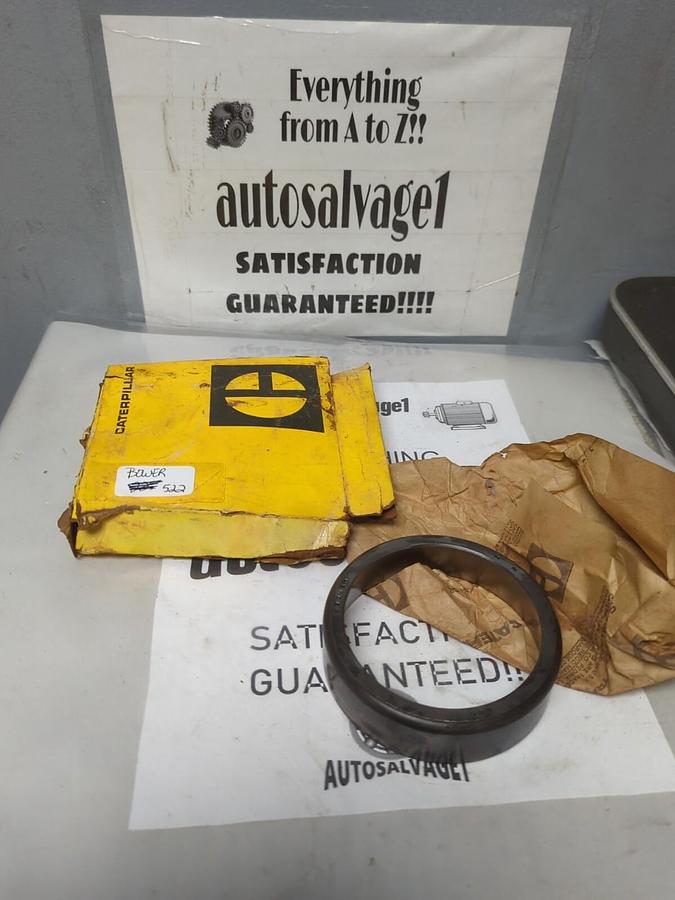 Everything
from A to Z!!
autosalvage1
SATISFACTION
GUARANTEED!!!!
CATERPILLAR
BOWER
522
SATISFACTI
GUARANTEED!!
AUTOSALVAGE1